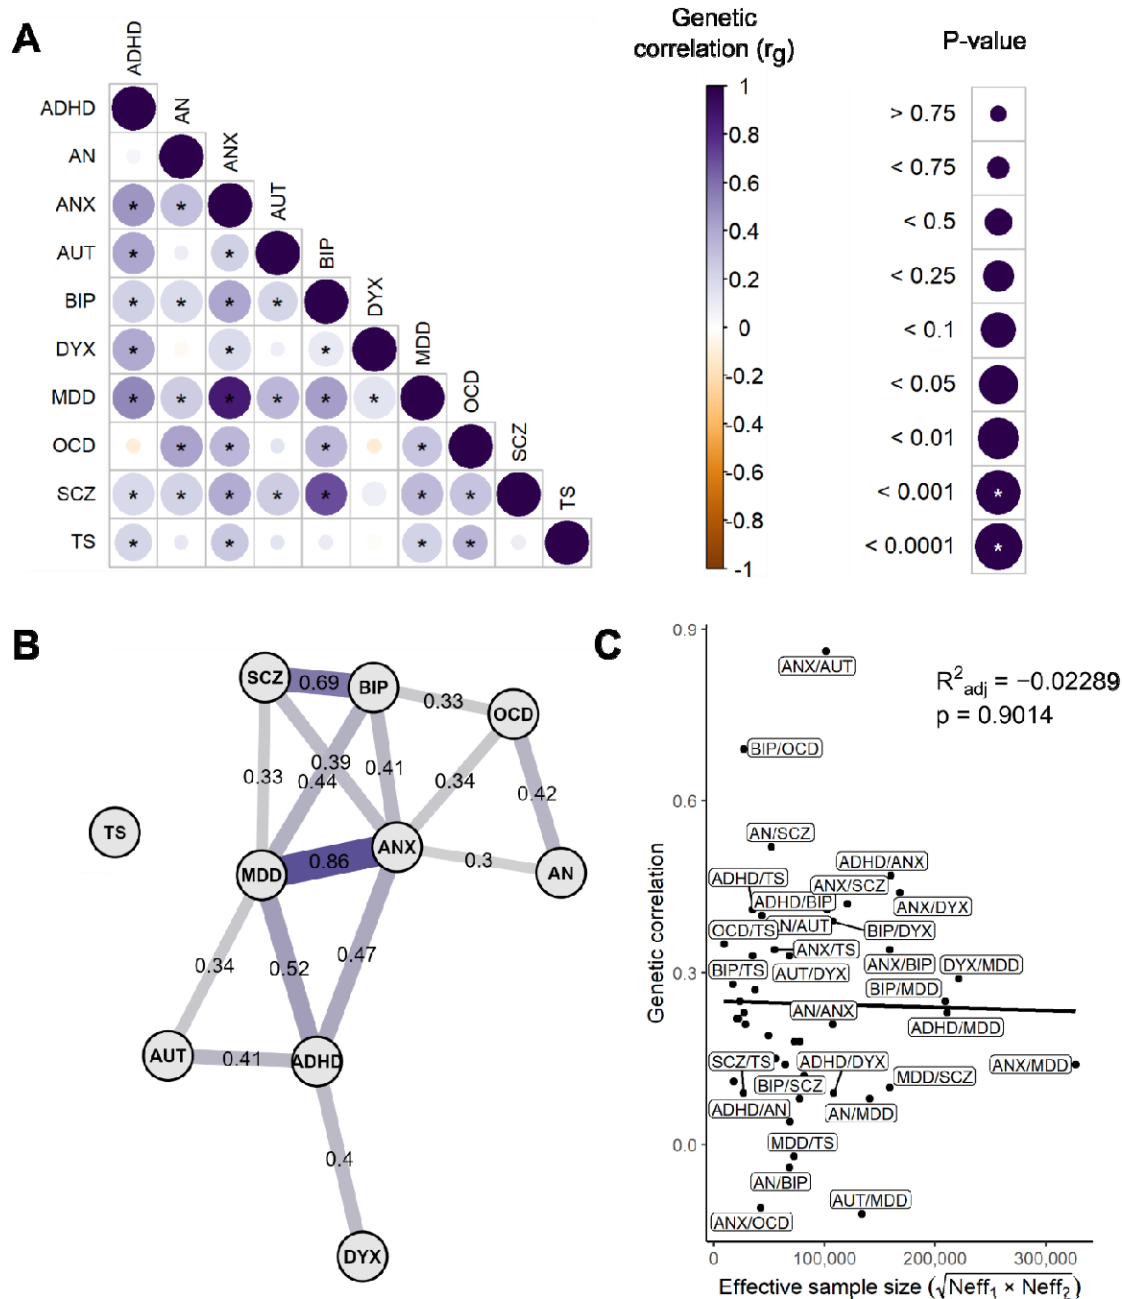 A
ADHD
AN
ANX
AUT
BIP
DYX
MDD
OCD
SCZ
TS
ADHD
AN
ANX
AUT
BIP
DYX
MDD
OCD
SCZ
TS
* *
* *
* * * *
* * *
* * * * * *
* * * *
* * * * * * *
* * * *
Genetic
correlation (rg)
1
0.8
0.6
0.4
0.2
0
-0.2
-0.4
-0.6
-0.8
-1
P-value
> 0.75
< 0.75
< 0.5
< 0.25
< 0.1
< 0.05
< 0.01
< 0.001 *
< 0.0001 *
B
SCZ
0.69
BIP
0.33
OCD
0.39
0.41
0.33
0.44
0.34
0.42
TS
MDD
0.86
ANX
0.3
AN
0.34
0.52
0.47
AUT
0.41
ADHD
0.4
DYX
C
Genetic correlation
0.9
0.6
0.3
0.0
R²adj = −0.02289
p = 0.9014
ANX/AUT
BIP/OCD
AN/SCZ
ADHD/ANX
ADHD/TS
ANX/SCZ
ADHD/BIP
ANX/DYX
AN/AUT
OCD/TS
BIP/DYX
ANX/TS
BIP/TS
AUT/DYX
ANX/BIP
DYX/MDD
BIP/MDD
AN/ANX
ADHD/MDD
SCZ/TS
ADHD/DYX
ANX/MDD
BIP/SCZ
MDD/SCZ
ADHD/AN
AN/MDD
MDD/TS
AN/BIP
AUT/MDD
ANX/OCD
0
100,000
200,000
300,000
Effective sample size (√Neff₁ × Neff₂)